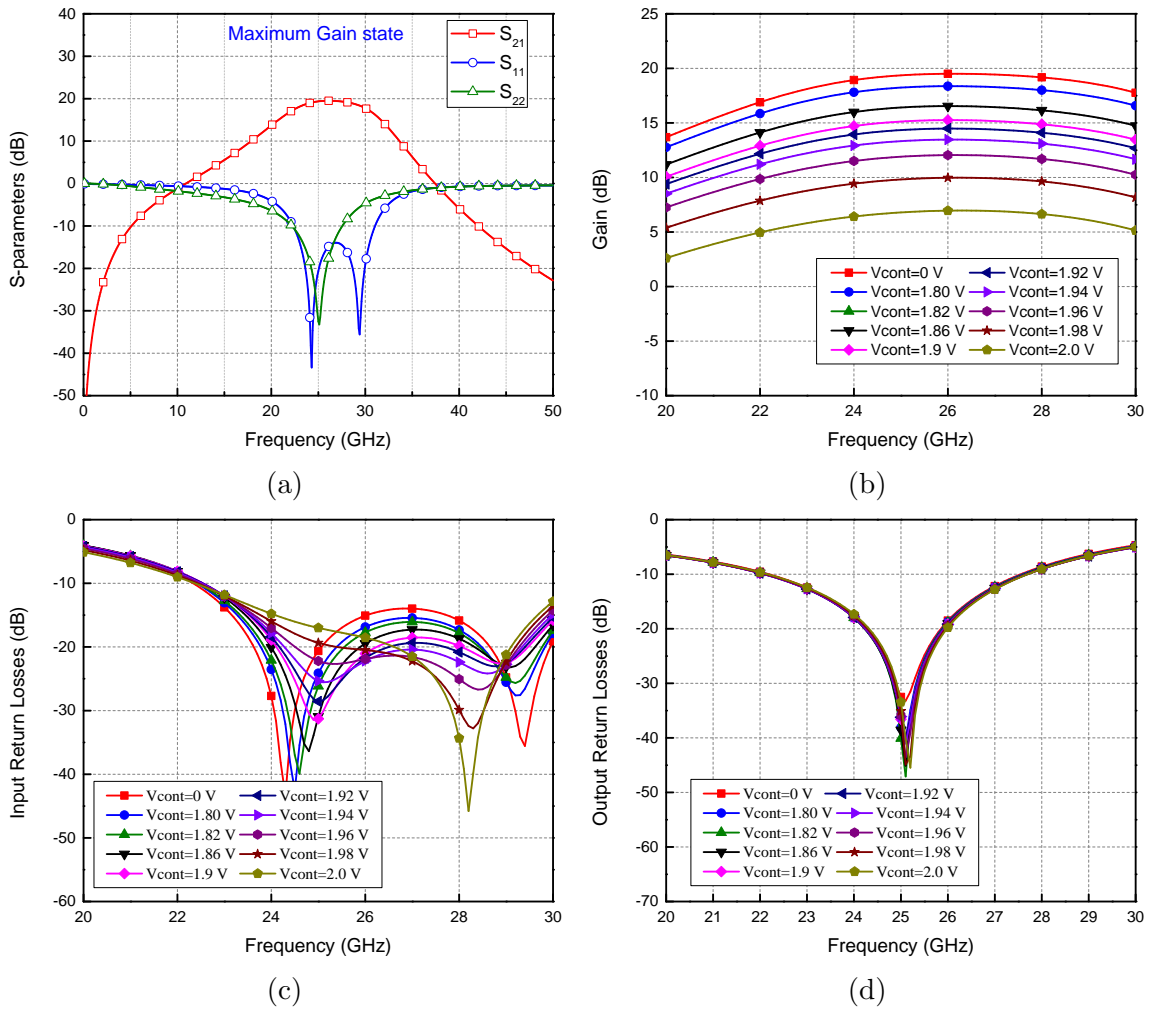 Maximum Gain state
S21
S11
S22
S-parameters (dB)
40
30
20
10
0
-10
-20
-30
-40
-50
0 10 20 30 40 50
Frequency (GHz)
(a)
Gain (dB)
25
20
15
10
5
0
-5
-10
Vcont=0 V Vcont=1.92 V
Vcont=1.80 V Vcont=1.94 V
Vcont=1.82 V Vcont=1.96 V
Vcont=1.86 V Vcont=1.98 V
Vcont=1.9 V Vcont=2.0 V
20 22 24 26 28 30
Frequency (GHz)
(b)
Input Return Losses (dB)
0
-10
-20
-30
-40
-50
-60
Vcont=0 V Vcont=1.92 V
Vcont=1.80 V Vcont=1.94 V
Vcont=1.82 V Vcont=1.96 V
Vcont=1.86 V Vcont=1.98 V
Vcont=1.9 V Vcont=2.0 V
20 22 24 26 28 30
Frequency (GHz)
(c)
Output Return Losses (dB)
0
-10
-20
-30
-40
-50
-60
-70
Vcont=0 V Vcont=1.92 V
Vcont=1.80 V Vcont=1.94 V
Vcont=1.82 V Vcont=1.96 V
Vcont=1.86 V Vcont=1.98 V
Vcont=1.9 V Vcont=2.0 V
20 21 22 23 24 25 26 27 28 29 30
Frequency (GHz)
(d)